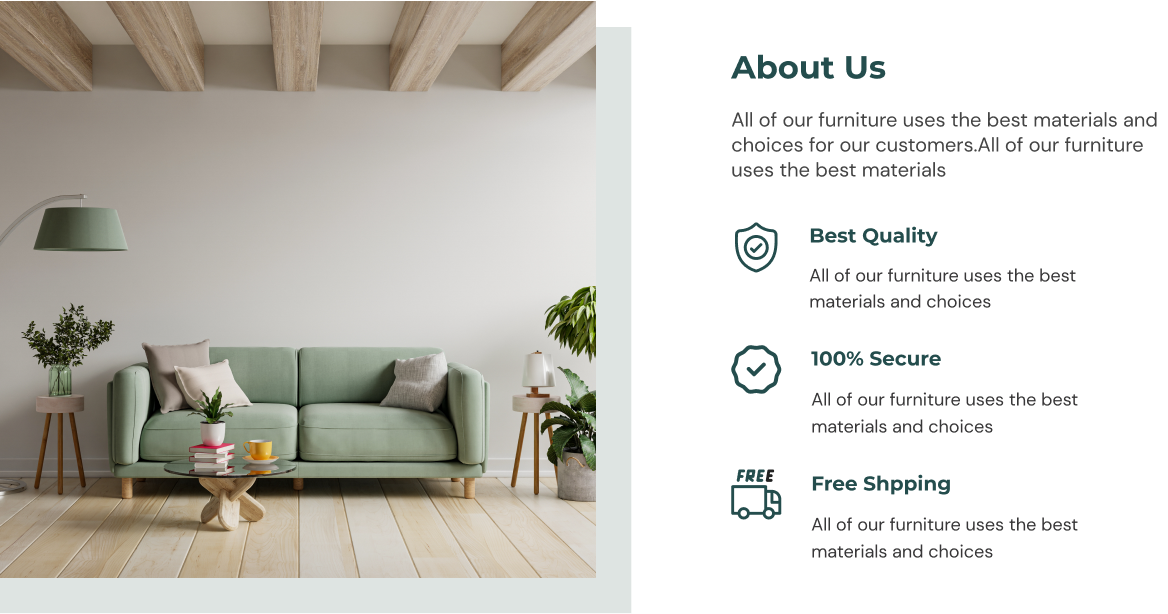 About Us
All of our furniture uses the best materials and
choices for our customers.All of our furniture
uses the best materials
Best Quality
All of our furniture uses the best
materials and choices
100% Secure
All of our furniture uses the best
materials and choices
FREE
Free Shpping
All of our furniture uses the best
materials and choices